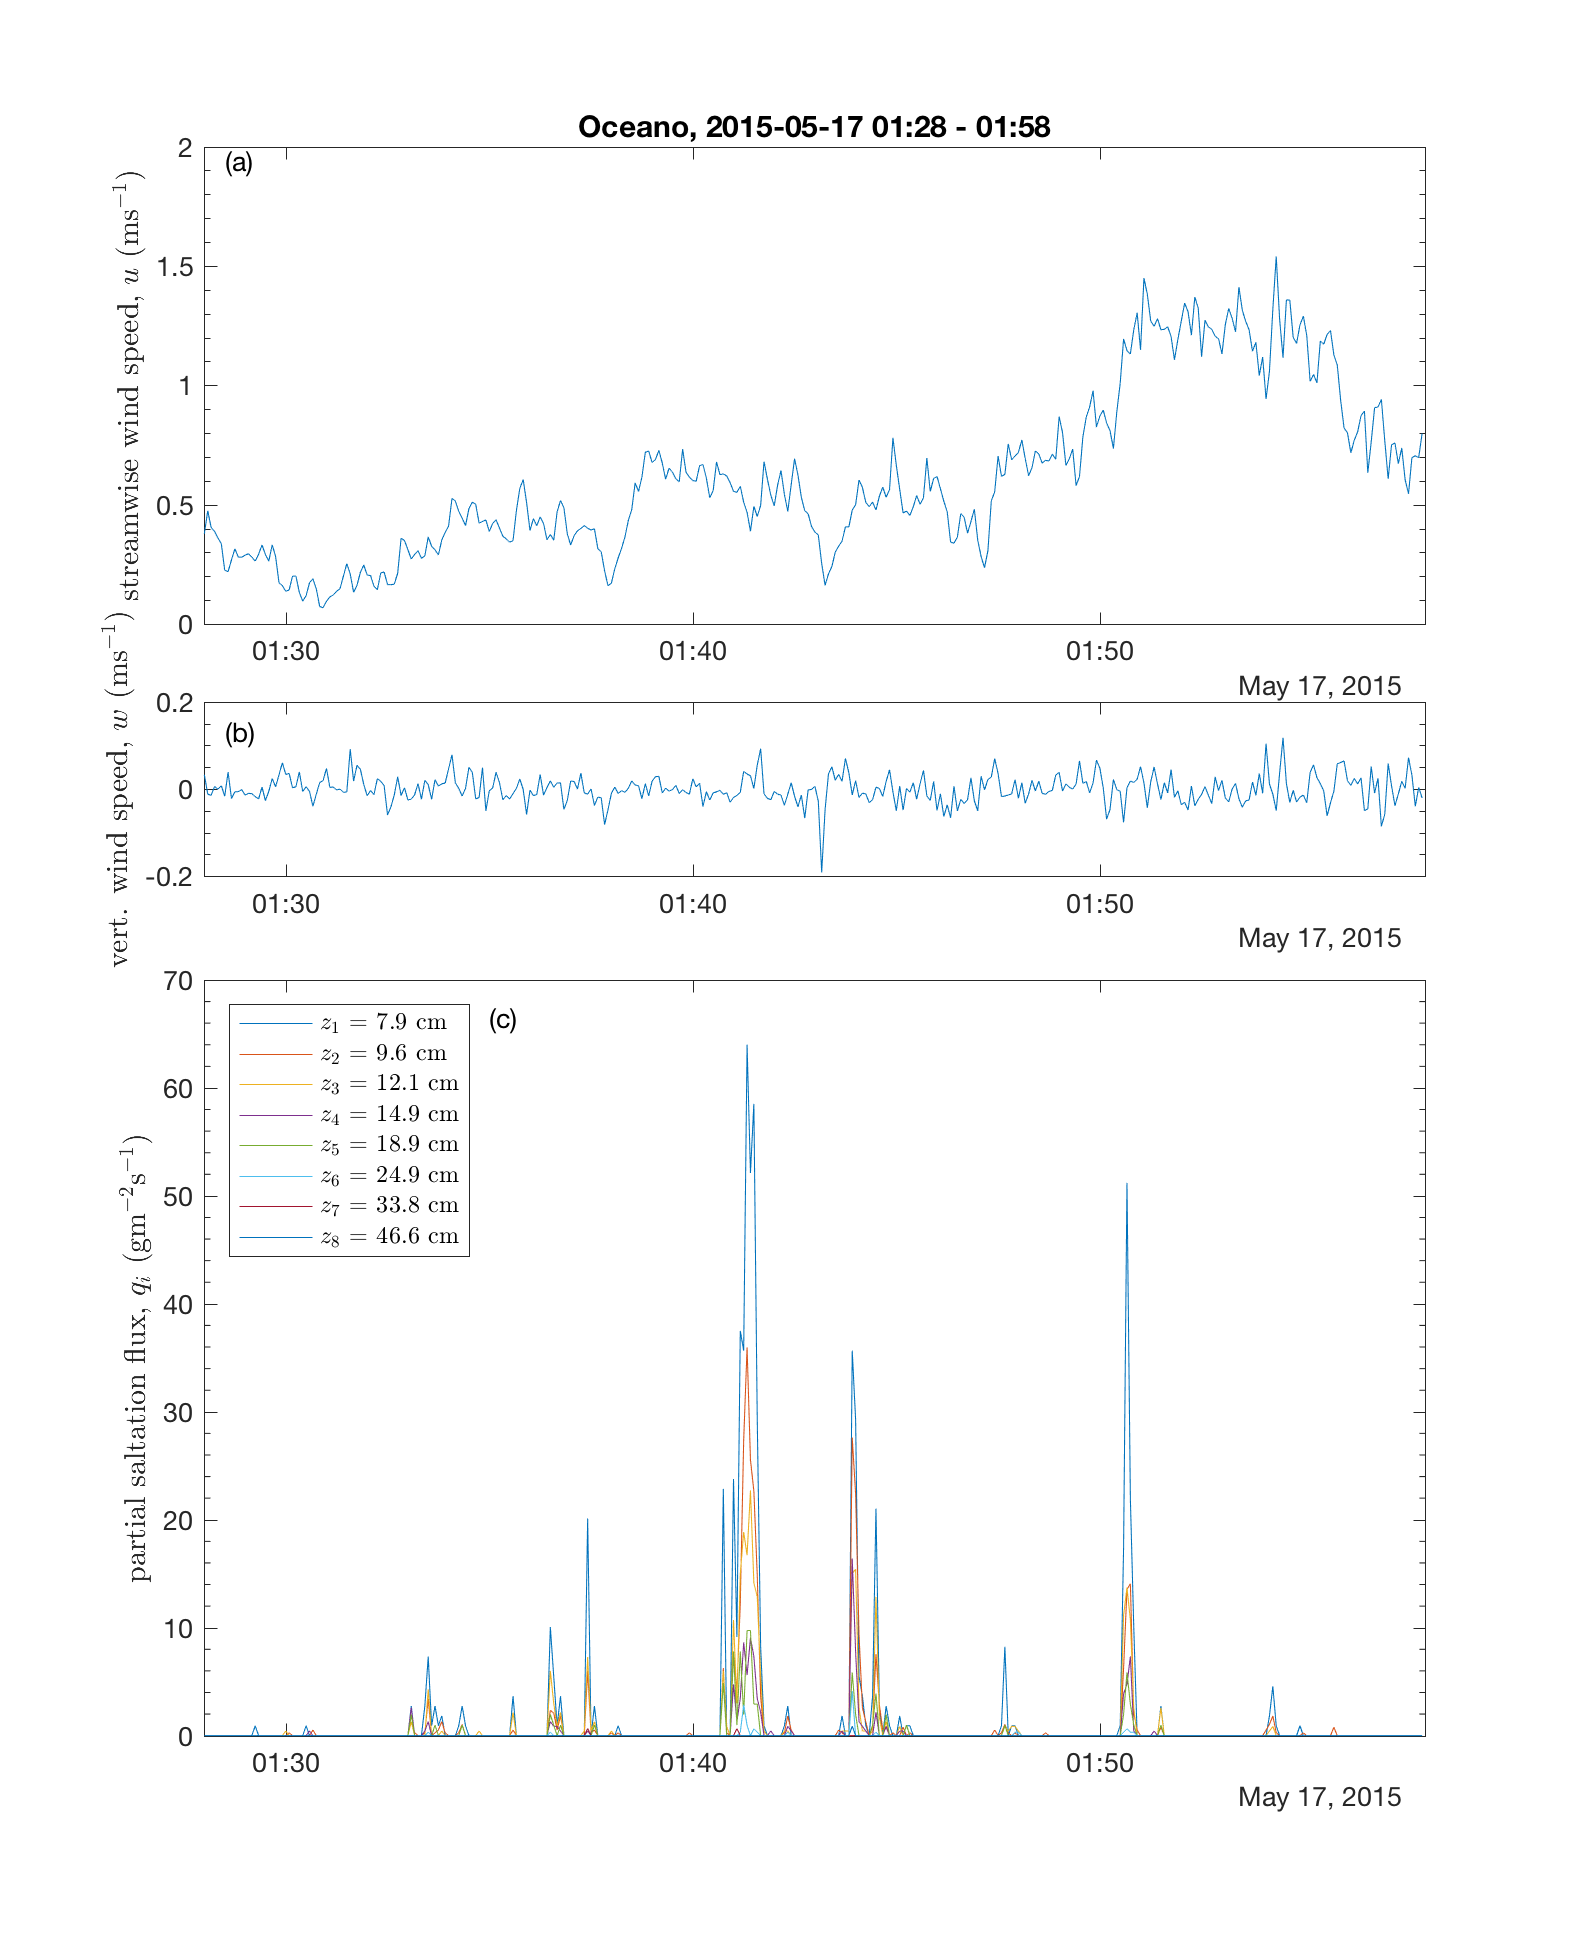 Oceano, 2015-05-17 01:28 - 01:58
(a)
streamwise wind speed, u (ms⁻¹)
2
1.5
1
0.5
0
01:30 01:40 01:50
May 17, 2015
(b)
vert. wind speed, w (ms⁻¹)
0.2
0
-0.2
01:30 01:40 01:50
May 17, 2015
(c)
partial saltation flux, qᵢ (gm⁻²s⁻¹)
70
60
50
40
30
20
10
0
z₁ = 7.9 cm
z₂ = 9.6 cm
z₃ = 12.1 cm
z₄ = 14.9 cm
z₅ = 18.9 cm
z₆ = 24.9 cm
z₇ = 33.8 cm
z₈ = 46.6 cm
01:30 01:40 01:50
May 17, 2015